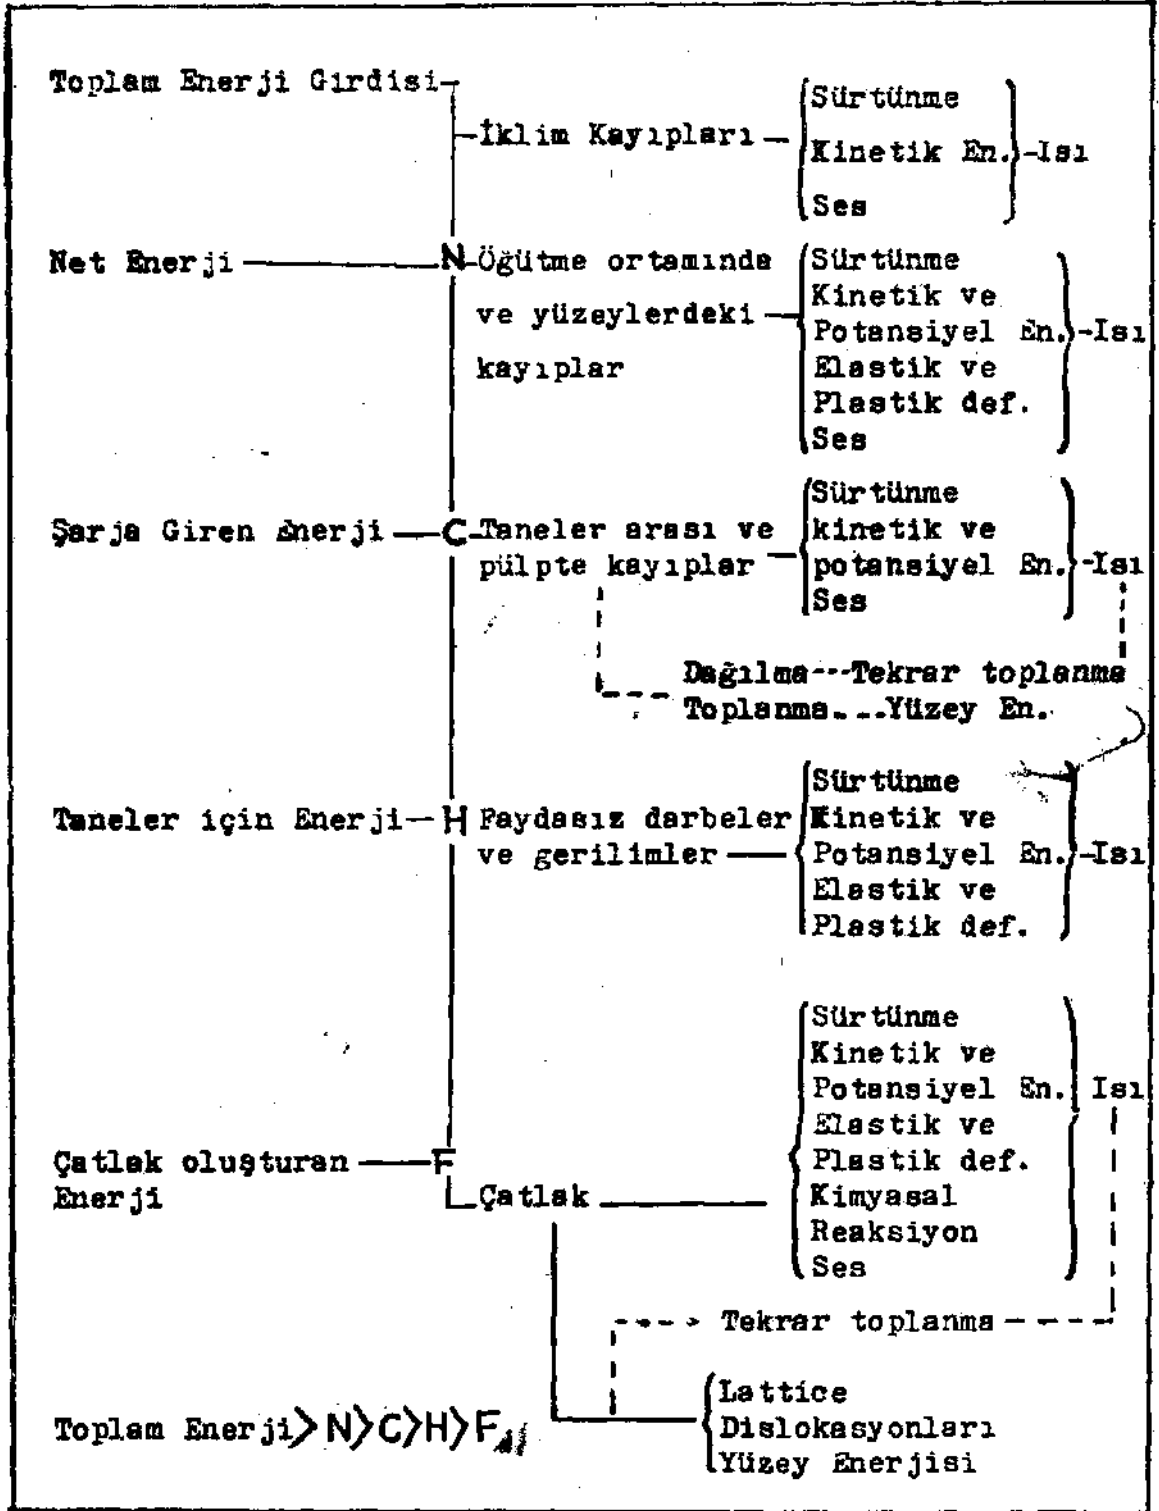 Toplam Enerji Girdisi
İklim Kayıpları
Sürtünme
Kinetik En.
Ses
Isı
Net Enerji
N
Öğütme ortamında
ve yüzeylerdeki
kayıplar
Sürtünme
Kinetik ve
Potansiyel En.
Elastik ve
Plastik def.
Ses
Isı
Şarja Giren Enerji
C
Taneler arası ve
pülpte kayıplar
Sürtünme
kinetik ve
potansiyel En.
Ses
Isı
Dağılma---Tekrar toplanma
Toplanma...Yüzey En.
Taneler için Enerji
H
Faydasız darbeler
ve gerilimler
Sürtünme
Kinetik ve
Potansiyel En.
Elastik ve
Plastik def.
Isı
Çatlak oluşturan
Enerji
F
Çatlak
Sürtünme
Kinetik ve
Potansiyel En.
Elastik ve
Plastik def.
Kimyasal
Reaksiyon
Ses
Isı
Tekrar toplanma
Lattice
Dislokasyonları
Yüzey Enerjisi
Toplam Enerji>N>C>H>F